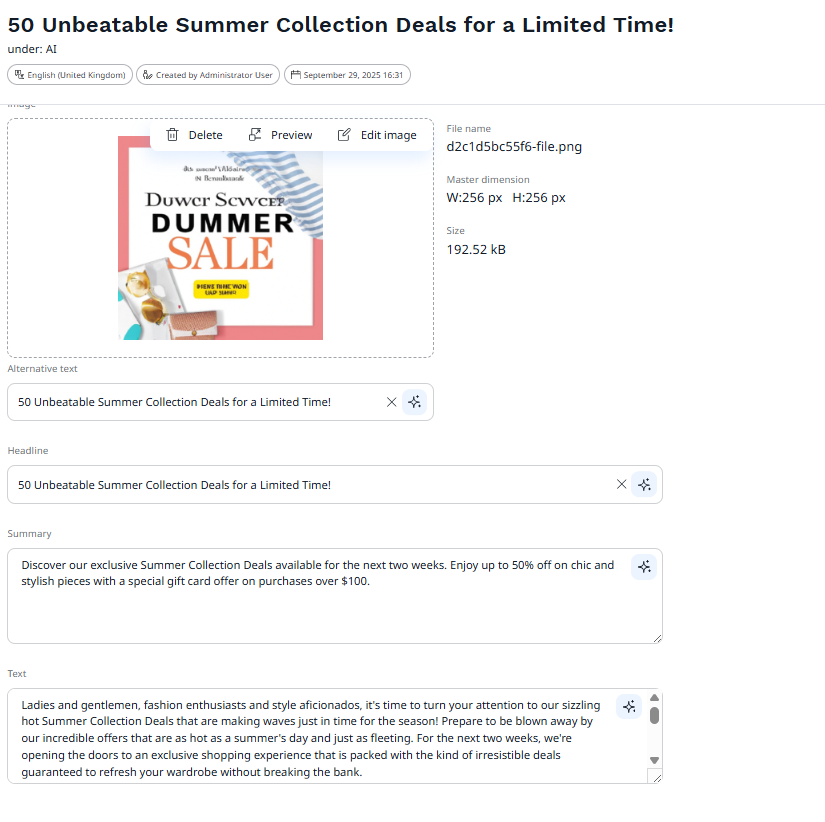 50 Unbeatable Summer Collection Deals for a Limited Time!
under: AI
English (United Kingdom)
Created by Administrator User
September 29, 2025 16:31
Image
Delete
Preview
Edit image
DUMMER
SALE
File name
d2c1d5bc55f6-file.png
Master dimension
W:256 px H:256 px
Size
192.52 kB
Alternative text
50 Unbeatable Summer Collection Deals for a Limited Time!
Headline
50 Unbeatable Summer Collection Deals for a Limited Time!
Summary
Discover our exclusive Summer Collection Deals available for the next two weeks. Enjoy up to 50% off on chic and
stylish pieces with a special gift card offer on purchases over $100.
Text
Ladies and gentlemen, fashion enthusiasts and style aficionados, it's time to turn your attention to our sizzling
hot Summer Collection Deals that are making waves just in time for the season! Prepare to be blown away by
our incredible offers that are as hot as a summer's day and just as fleeting. For the next two weeks, we're
opening the doors to an exclusive shopping experience that is packed with the kind of irresistible deals
guaranteed to refresh your wardrobe without breaking the bank.